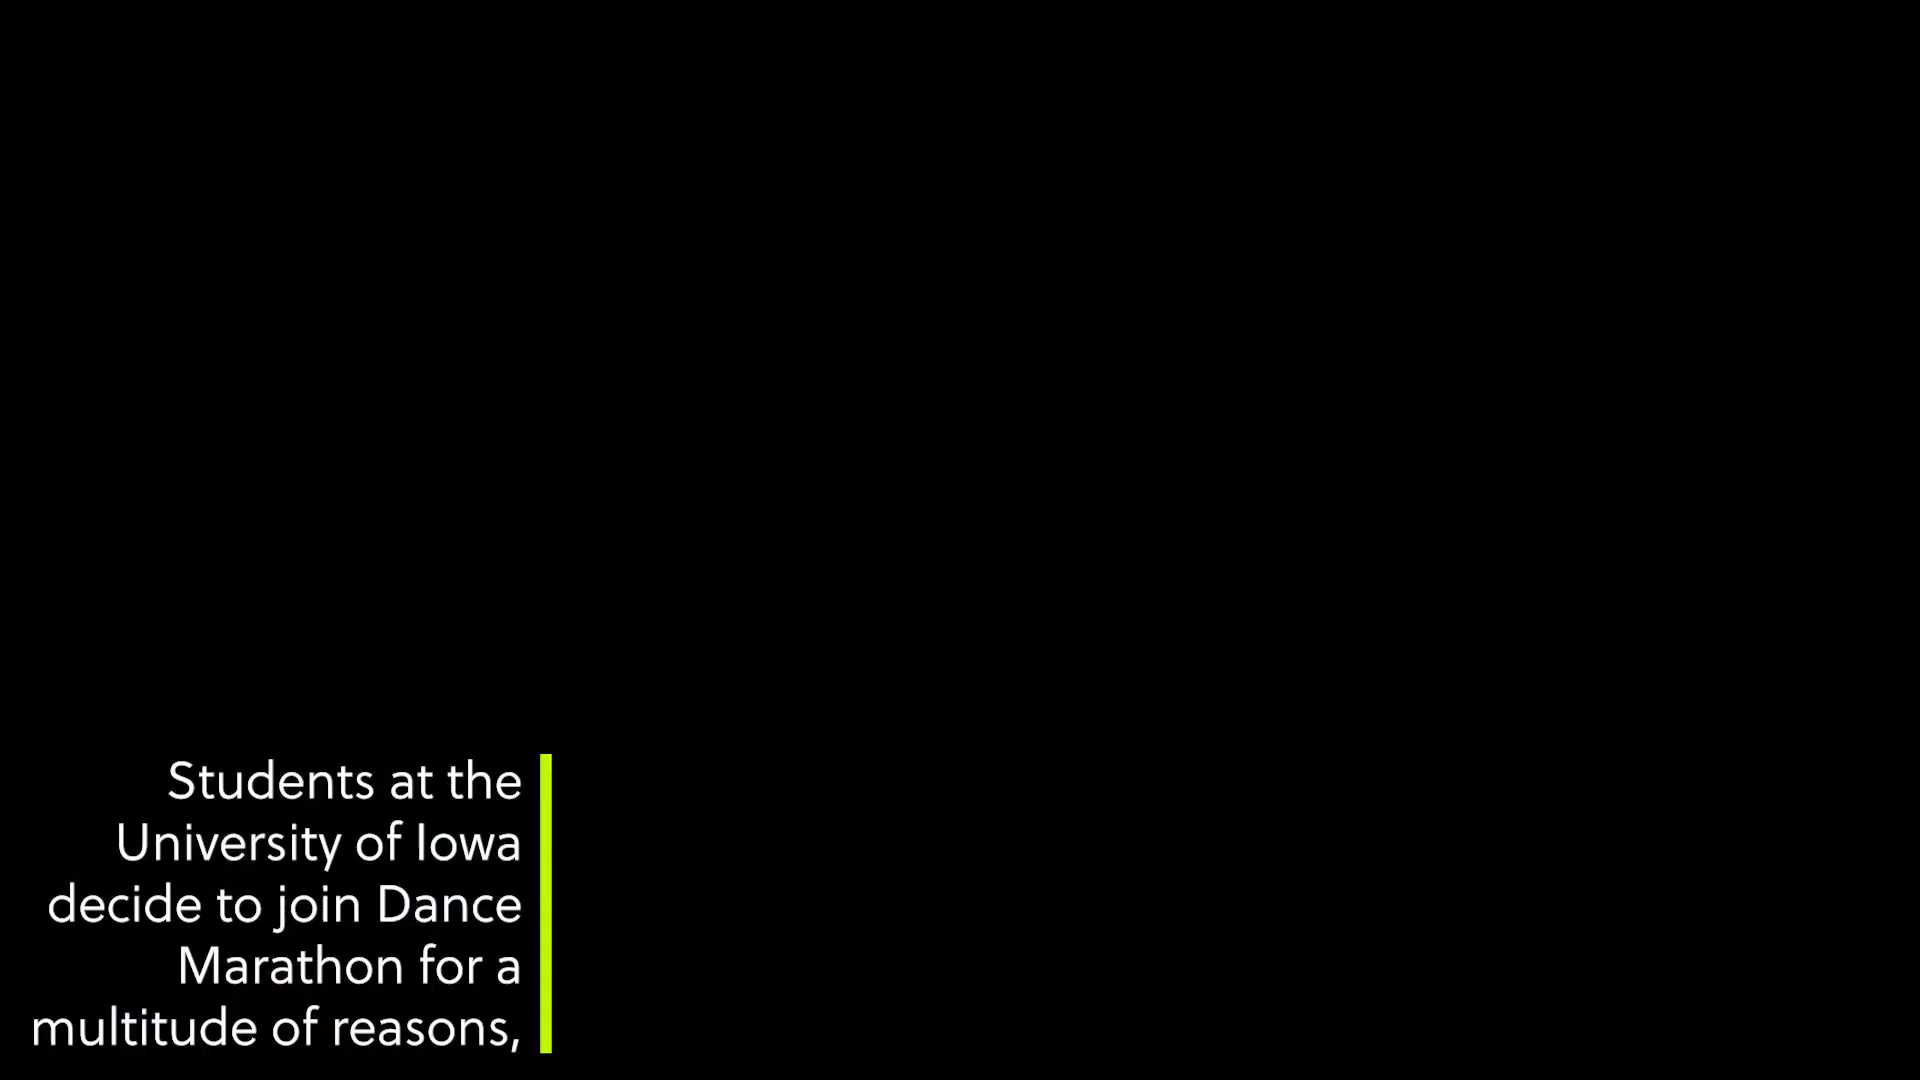 Students at the
University of Iowa
decide to join Dance
Marathon for a
multitude of reasons,